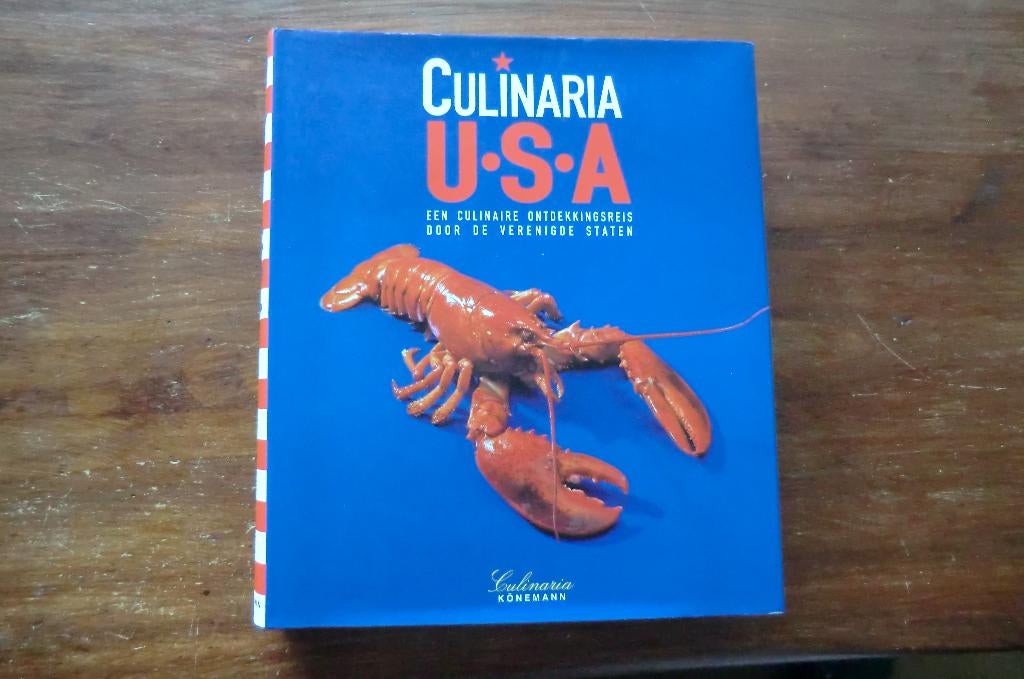 CULINARIA
U·S·A
EEN CULINAIRE ONTDEKKINGSREIS
DOOR DE VERENIGDE STATEN
Culinaria
KÖNEMANN